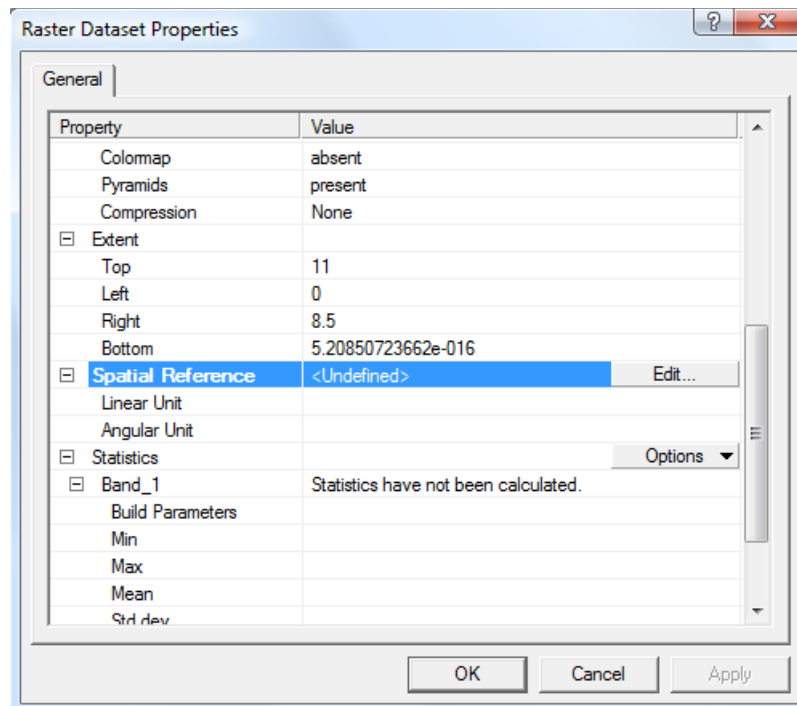 Raster Dataset Properties
General
Property Value
Colormap absent
Pyramids present
Compression None
Extent
Top 11
Left 0
Right 8.5
Bottom 5.20850723662e-016
Spatial Reference <Undefined> Edit...
Linear Unit
Angular Unit
Statistics Options
Band_1 Statistics have not been calculated.
Build Parameters
Min
Max
Mean
Std dev
OK Cancel Apply